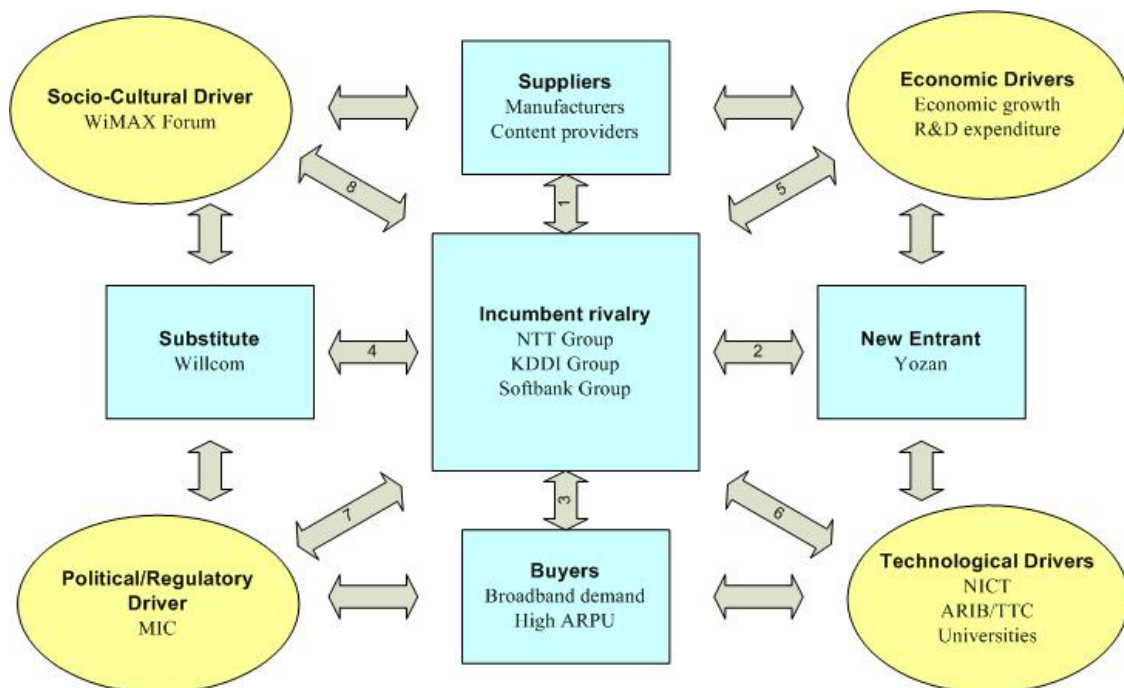 Socio-Cultural Driver
WiMAX Forum
Suppliers
Manufacturers
Content providers
Economic Drivers
Economic growth
R&D expenditure
8
1
5
Substitute
Willcom
4
Incumbent rivalry
NTT Group
KDDI Group
Softbank Group
2
New Entrant
Yozan
7
3
6
Political/Regulatory
Driver
MIC
Buyers
Broadband demand
High ARPU
Technological Drivers
NICT
ARIB/TTC
Universities